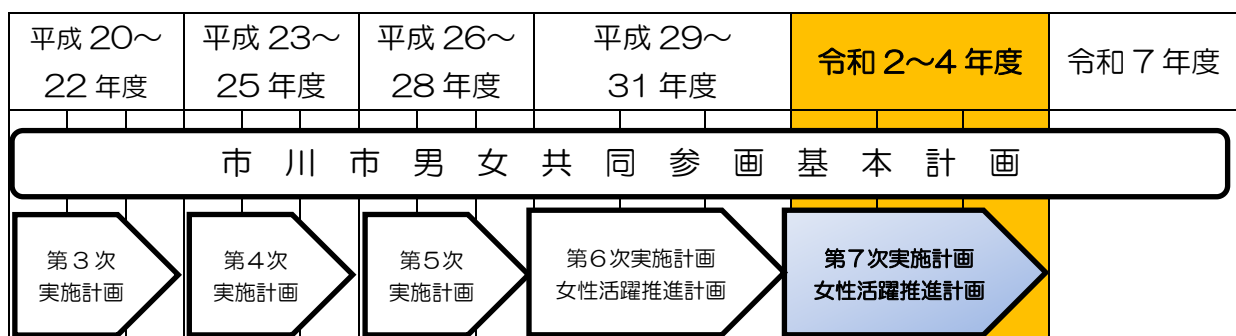 平成20～
22年度
平成23～
25年度
平成26～
28年度
平成29～
31年度
令和2～4年度
令和7年度
市川市男女共同参画基本計画
第3次
実施計画
第4次
実施計画
第5次
実施計画
第6次実施計画
女性活躍推進計画
第7次実施計画
女性活躍推進計画